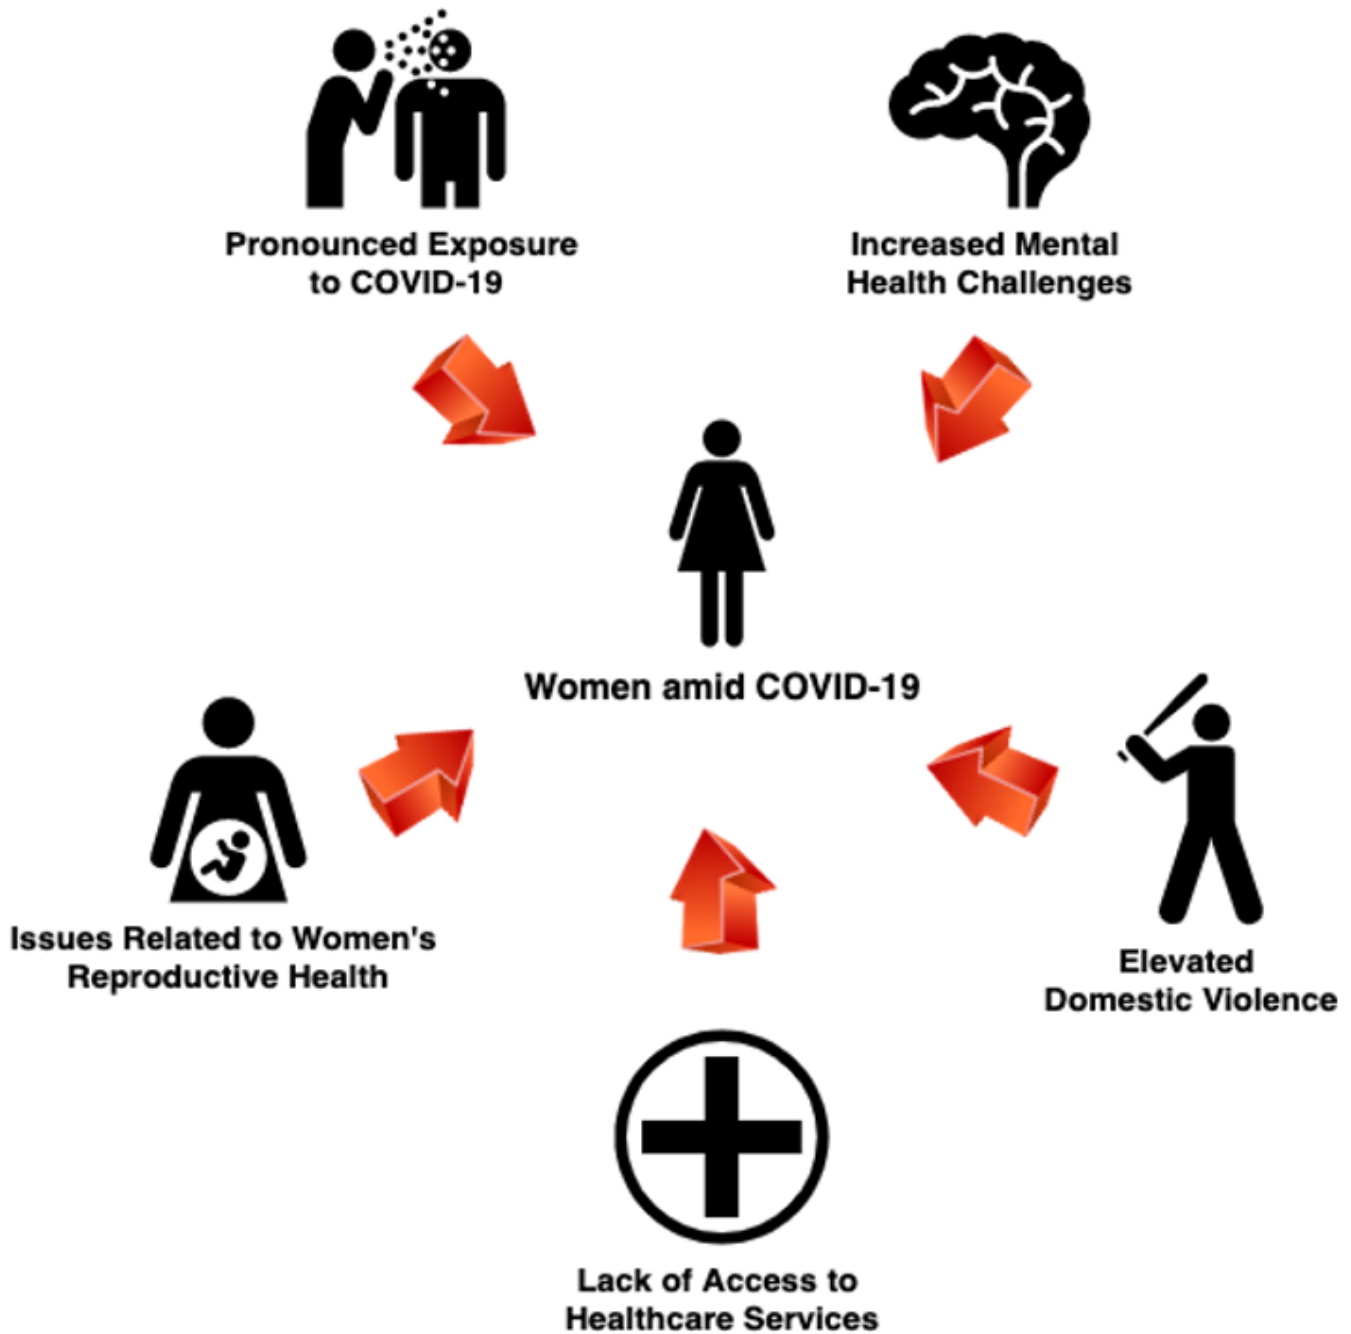 Pronounced Exposure
to COVID-19
Increased Mental
Health Challenges
Women amid COVID-19
Issues Related to Women's
Reproductive Health
Elevated
Domestic Violence
Lack of Access to
Healthcare Services